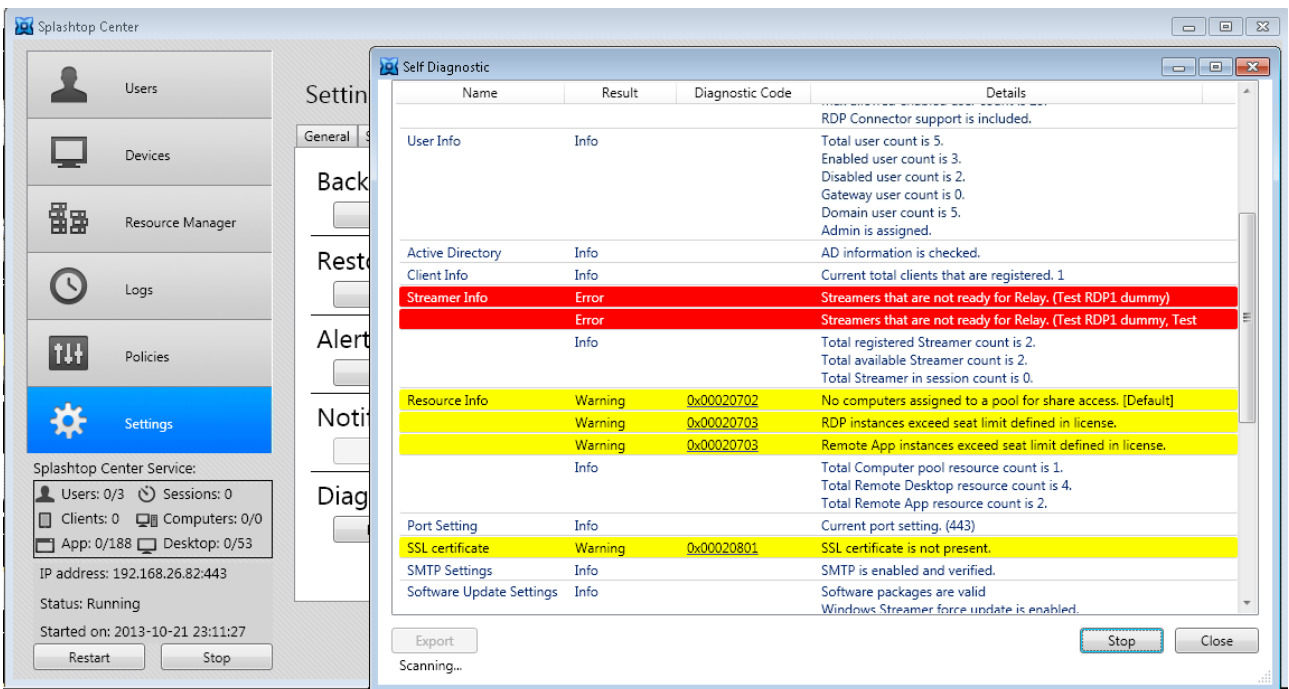 Splashtop Center
Users
Devices
Resource Manager
Logs
Policies
Settings
Splashtop Center Service:
Users: 0/3 Sessions: 0
Clients: 0 Computers: 0/0
App: 0/188 Desktop: 0/53
IP address: 192.168.26.82:443
Status: Running
Started on: 2013-10-21 23:11:27
Restart Stop
Settin
General S
Back
Resto
Alert
Notif
Diag
Self Diagnostic
Name Result Diagnostic Code Details
RDP Connector support is included.
User Info Info Total user count is 5.
Enabled user count is 3.
Disabled user count is 2.
Gateway user count is 0.
Domain user count is 5.
Admin is assigned.
Active Directory Info AD information is checked.
Client Info Info Current total clients that are registered. 1
Streamer Info Error Streamers that are not ready for Relay. (Test RDP1 dummy)
Error Streamers that are not ready for Relay. (Test RDP1 dummy, Test
Info Total registered Streamer count is 2.
Total available Streamer count is 2.
Total Streamer in session count is 0.
Resource Info Warning 0x00020702 No computers assigned to a pool for share access. [Default]
Warning 0x00020703 RDP instances exceed seat limit defined in license.
Warning 0x00020703 Remote App instances exceed seat limit defined in license.
Info Total Computer pool resource count is 1.
Total Remote Desktop resource count is 4.
Total Remote App resource count is 2.
Port Setting Info Current port setting. (443)
SSL certificate Warning 0x00020801 SSL certificate is not present.
SMTP Settings Info SMTP is enabled and verified.
Software Update Settings Info Software packages are valid
Windows Streamer force update is enabled.
Export Stop Close
Scanning...